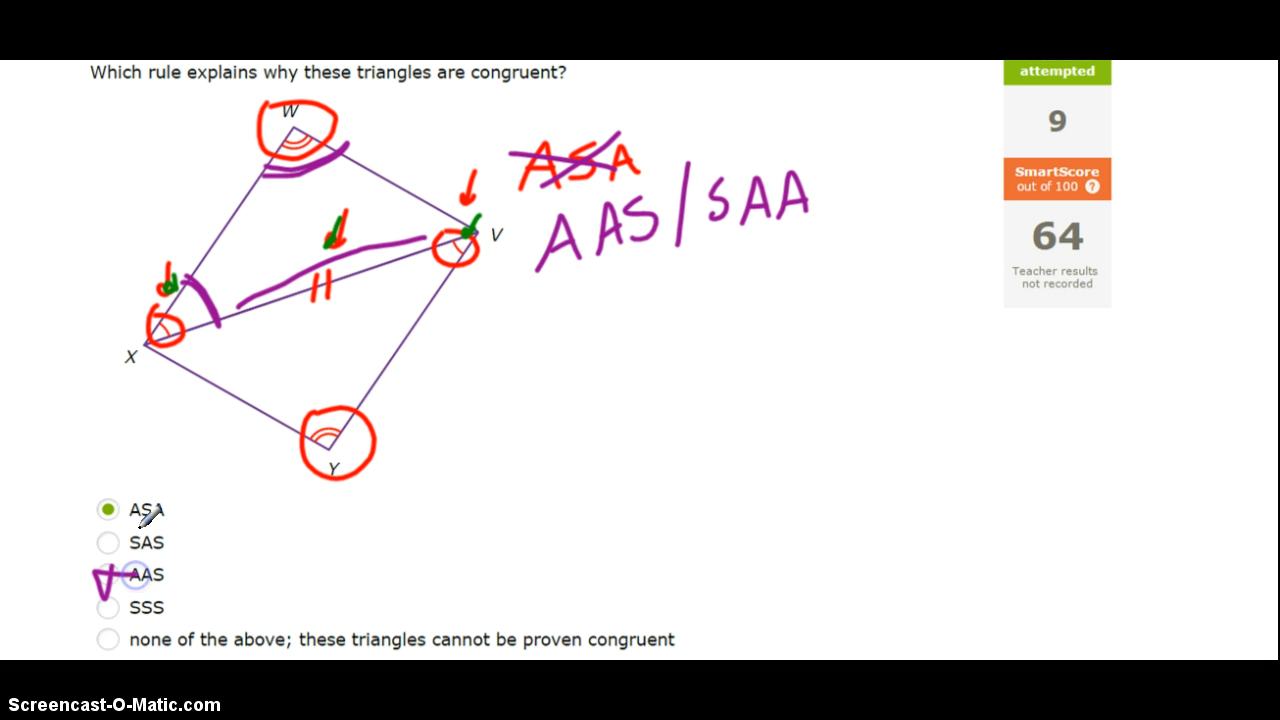 Which rule explains why these triangles are congruent?
attempted
9
SmartScore
out of 100 ?
64
Teacher results
not recorded
W
V
X
Y
ASA
AAS/SAA
ASA
SAS
AAS
SSS
none of the above; these triangles cannot be proven congruent
Screencast-O-Matic.com